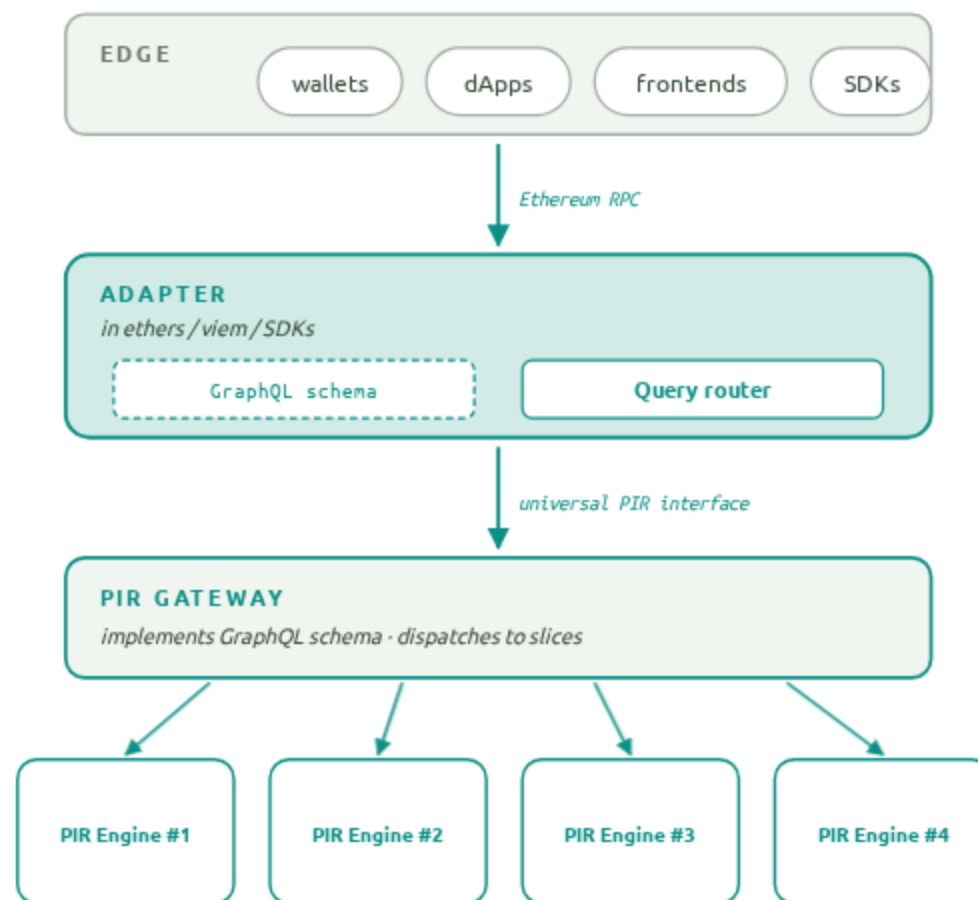 EDGE
wallets
dApps
frontends
SDKs
Ethereum RPC
ADAPTER
in ethers / viem / SDKs
GraphQL schema
Query router
universal PIR interface
PIR GATEWAY
implements GraphQL schema · dispatches to slices
PIR Engine #1
PIR Engine #2
PIR Engine #3
PIR Engine #4